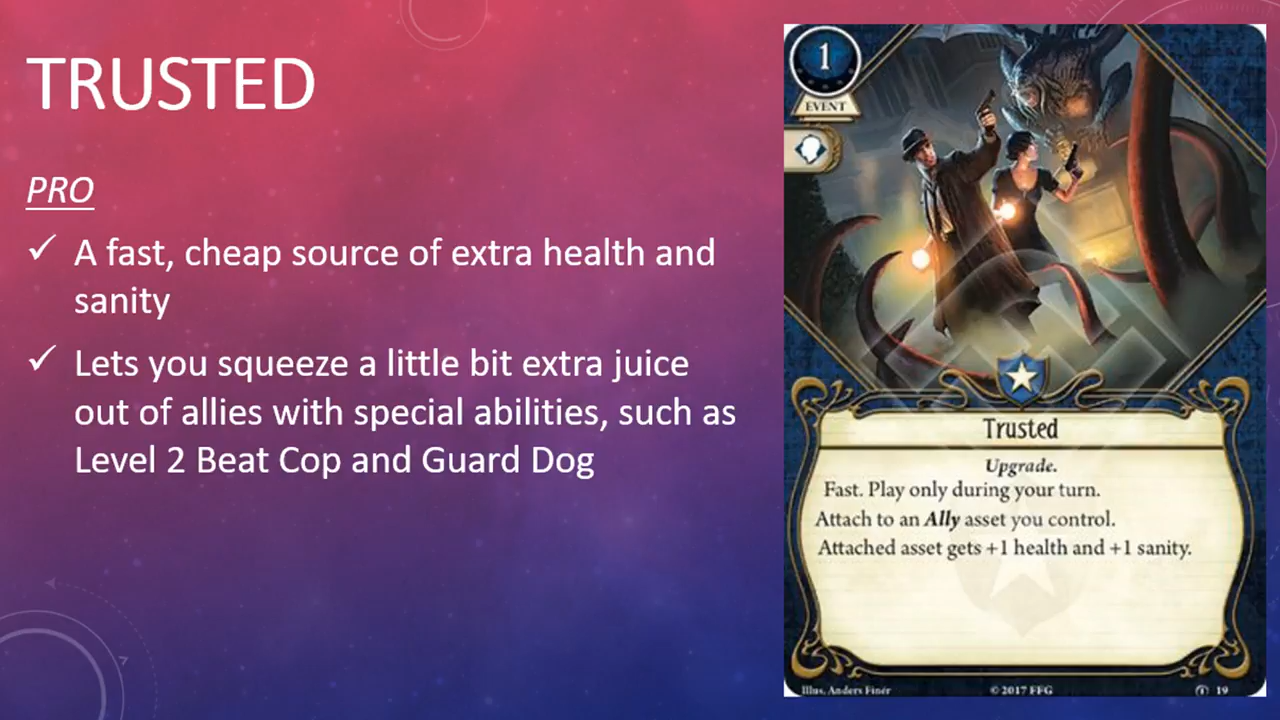 TRUSTED
PRO
✓ A fast, cheap source of extra health and
sanity
✓ Lets you squeeze a little bit extra juice
out of allies with special abilities, such as
Level 2 Beat Cop and Guard Dog
1
EVENT
Trusted
Upgrade.
Fast. Play only during your turn.
Attach to an Ally asset you control.
Attached asset gets +1 health and +1 sanity.
Illus. Anders Finér
© 2017 FFG
19